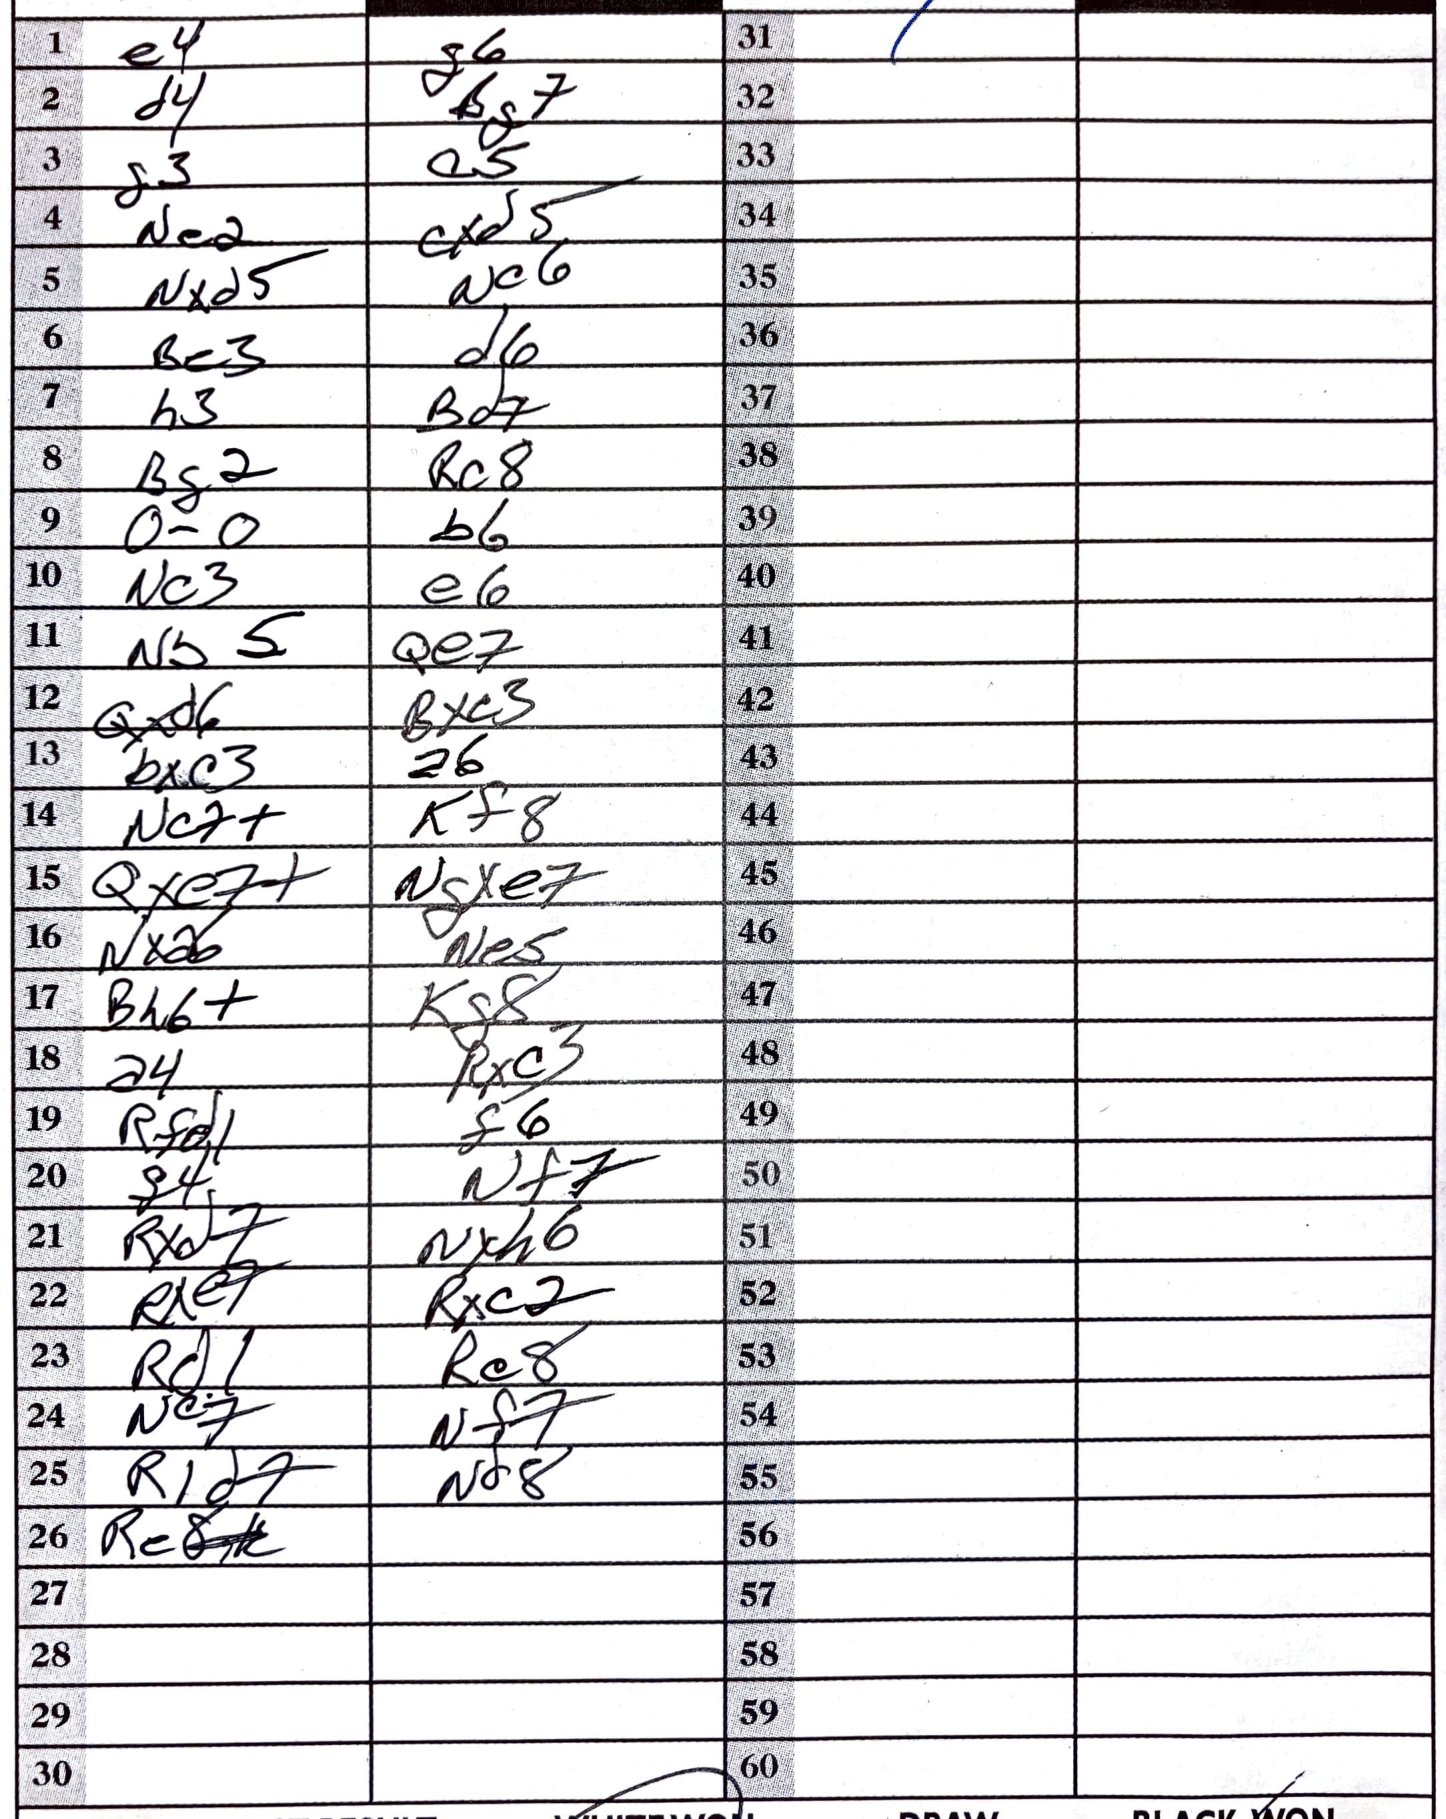 1 e4 g6 31
2 d4 Bg7 32
3 g3 c5 33
4 Ne2 cxd5 34
5 Nxd5 Nc6 35
6 Be3 d6 36
7 h3 Bd7 37
8 Bg2 Rc8 38
9 0-0 b6 39
10 Nc3 e6 40
11 Nb5 Qe7 41
12 Qxd6 Bxc3 42
13 bxc3 a6 43
14 Nc7+ Kf8 44
15 Qxe7+ Ngxe7 45
16 Nxa6 Ne5 46
17 Bh6+ Kg8 47
18 a4 Rxc3 48
19 Rfd1 f6 49
20 g4 Nf7 50
21 Rxd7 Nxh6 51
22 Rxe7 Rxc2 52
23 Rd1 Re8 53
24 Nc7 Nf7 54
25 R1d7 Nd8 55
26 Re8 56
27 57
28 58
29 59
30 60
WHITE WON DRAW BLACK WON